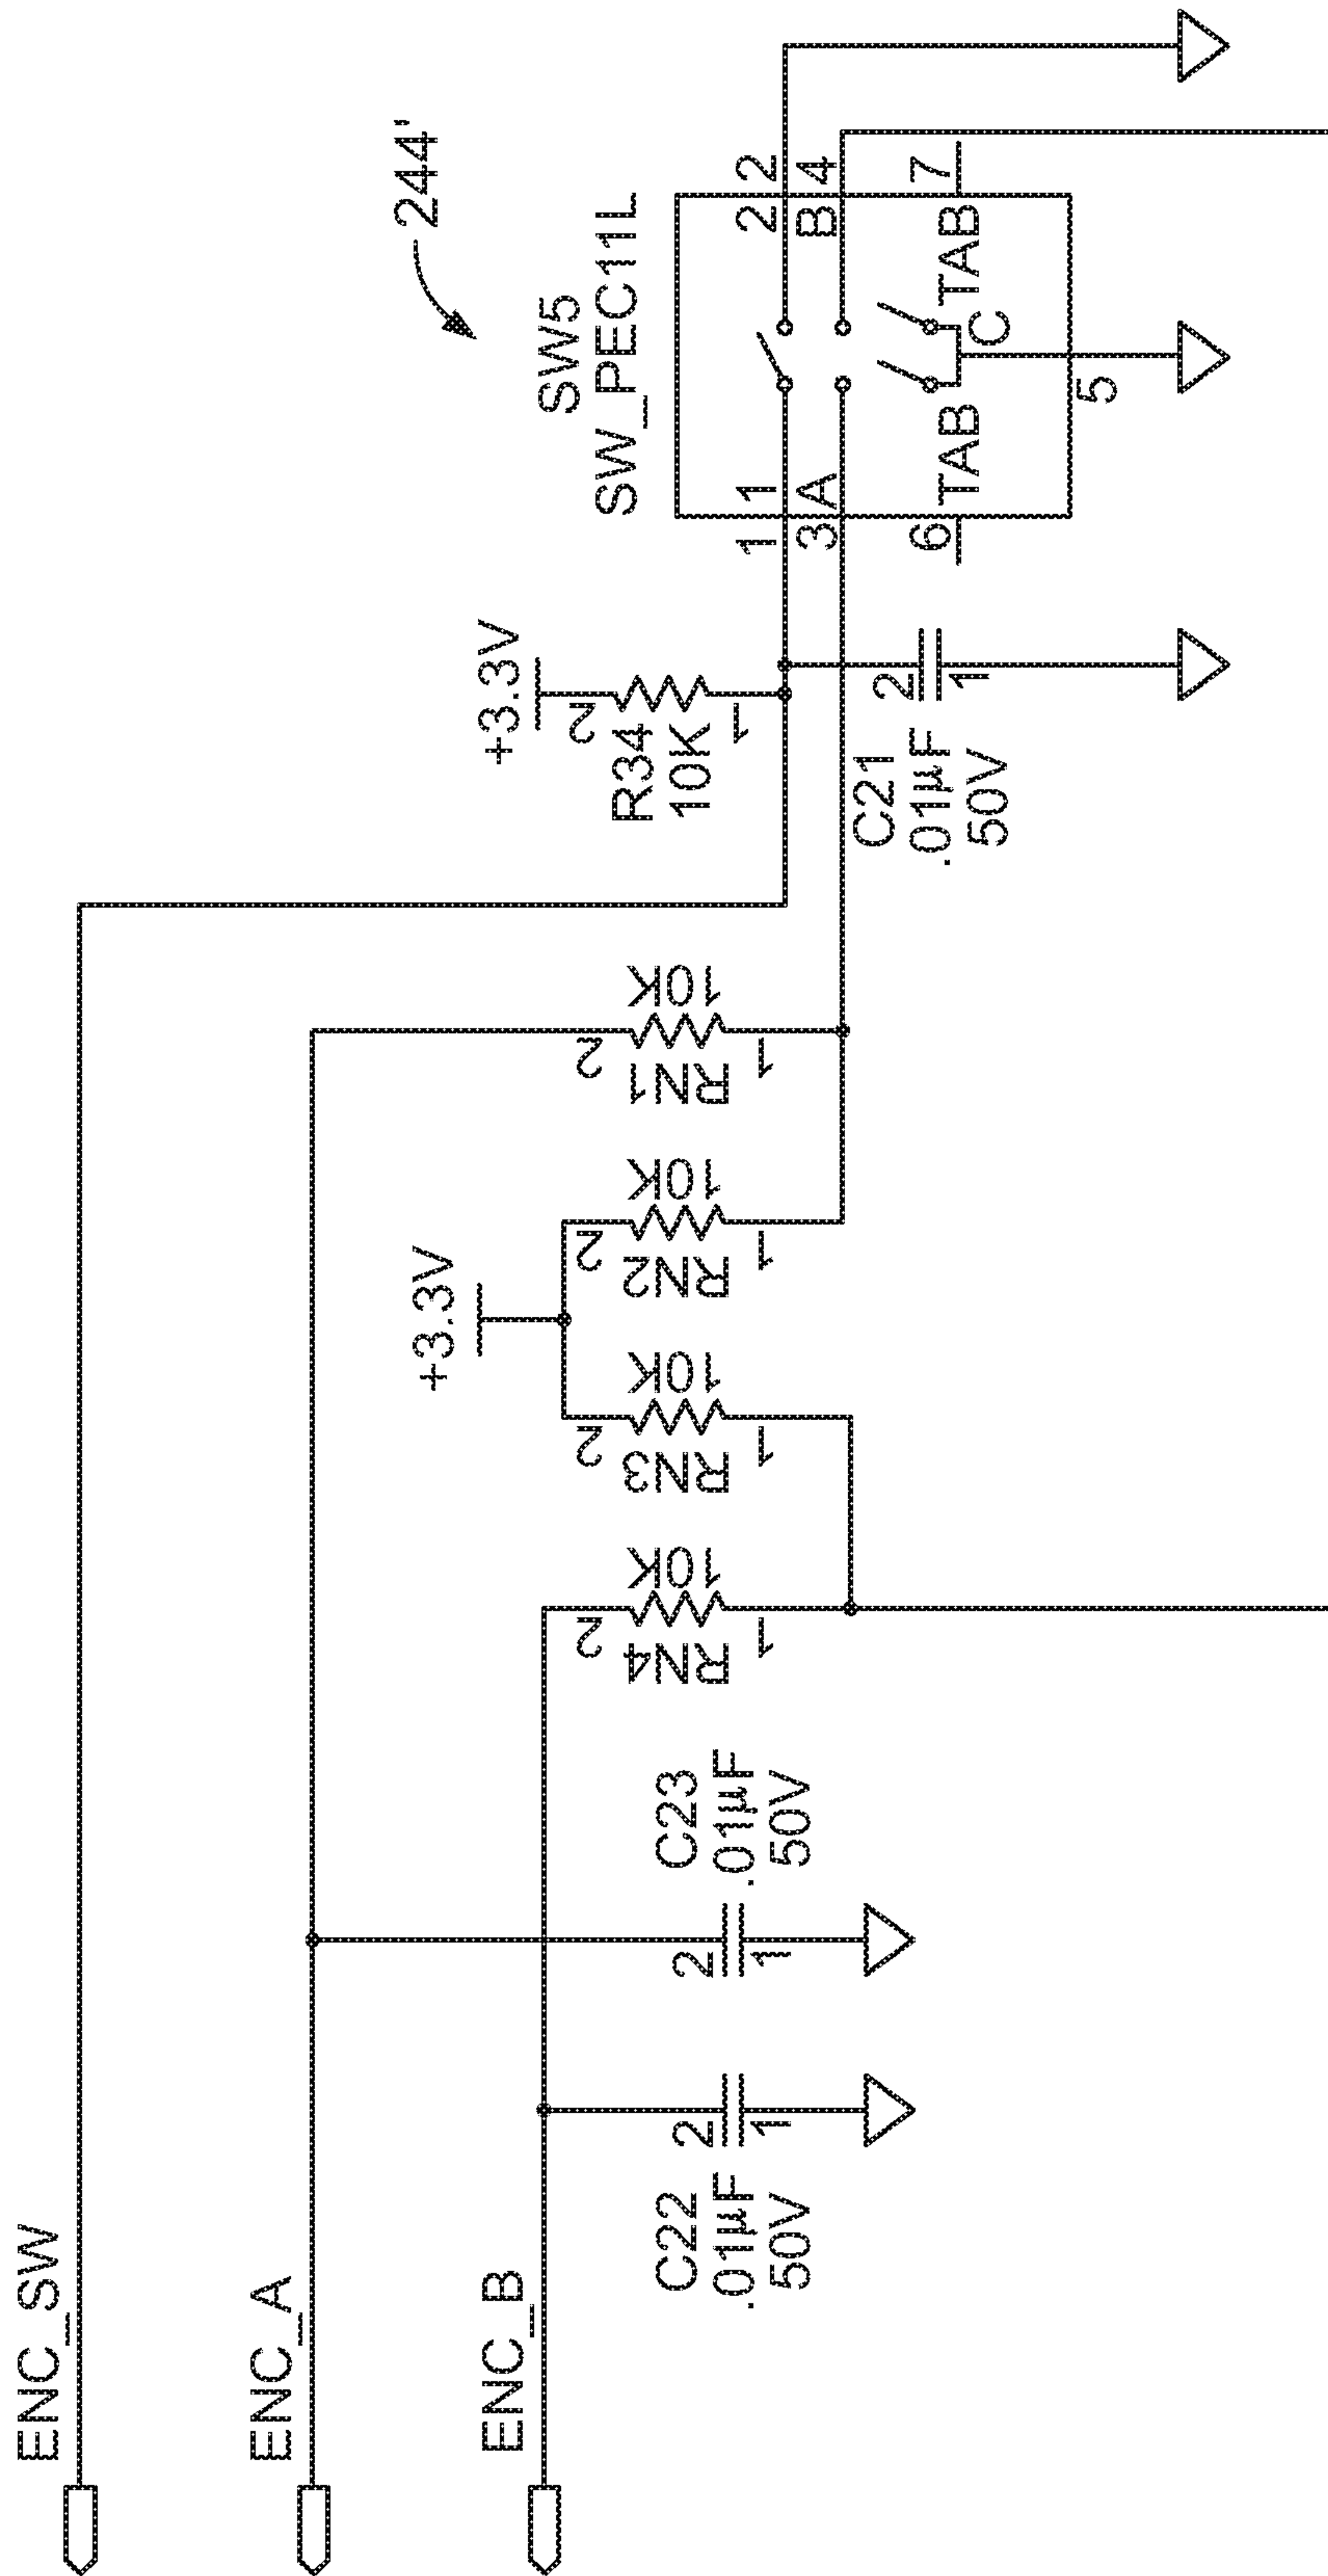 ENC_SW
ENC_A
ENC_B
C22
.01µF
50V
2
1
C23
.01µF
50V
2
1
RN4
10K
2
1
RN3
10K
2
1
+3.3V
RN2
10K
2
1
RN1
10K
2
1
+3.3V
R34
10K
2
1
C21
.01µF
50V
2
1
244'
SW5
SW_PEC11L
1 1
2 2
3 A
B 4
6 TAB
TAB 7
C
5